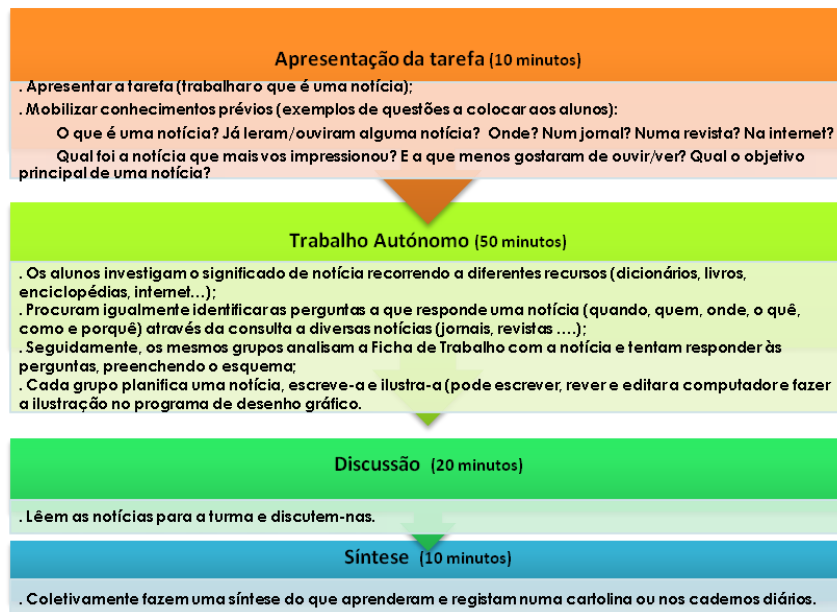 Apresentação da tarefa (10 minutos)
. Apresentar a tarefa (trabalhar o que é uma notícia);
. Mobilizar conhecimentos prévios (exemplos de questões a colocar aos alunos):
O que é uma notícia? Já leram/ouviram alguma notícia? Onde? Num jornal? Numa revista? Na internet?
Qual foi a notícia que mais vos impressionou? E a que menos gostaram de ouvir/ver? Qual o objetivo
principal de uma notícia?
Trabalho Autónomo (50 minutos)
. Os alunos investigam o significado de notícia recorrendo a diferentes recursos (dicionários, livros,
enciclopédias, internet...);
. Procuram igualmente identificar as perguntas a que responde uma notícia (quando, quem, onde, o quê,
como e porquê) através da consulta a diversas notícias (jornais, revistas ....);
. Seguidamente, os mesmos grupos analisam a Ficha de Trabalho com a notícia e tentam responder às
perguntas, preenchendo o esquema;
. Cada grupo planifica uma notícia, escreve-a e ilustra-a (pode escrever, rever e editar a computador e fazer
a ilustração no programa de desenho gráfico.
Discussão (20 minutos)
. Lêem as notícias para a turma e discutem-nas.
Síntese (10 minutos)
. Coletivamente fazem uma síntese do que aprenderam e registam numa cartolina ou nos cadernos diários.